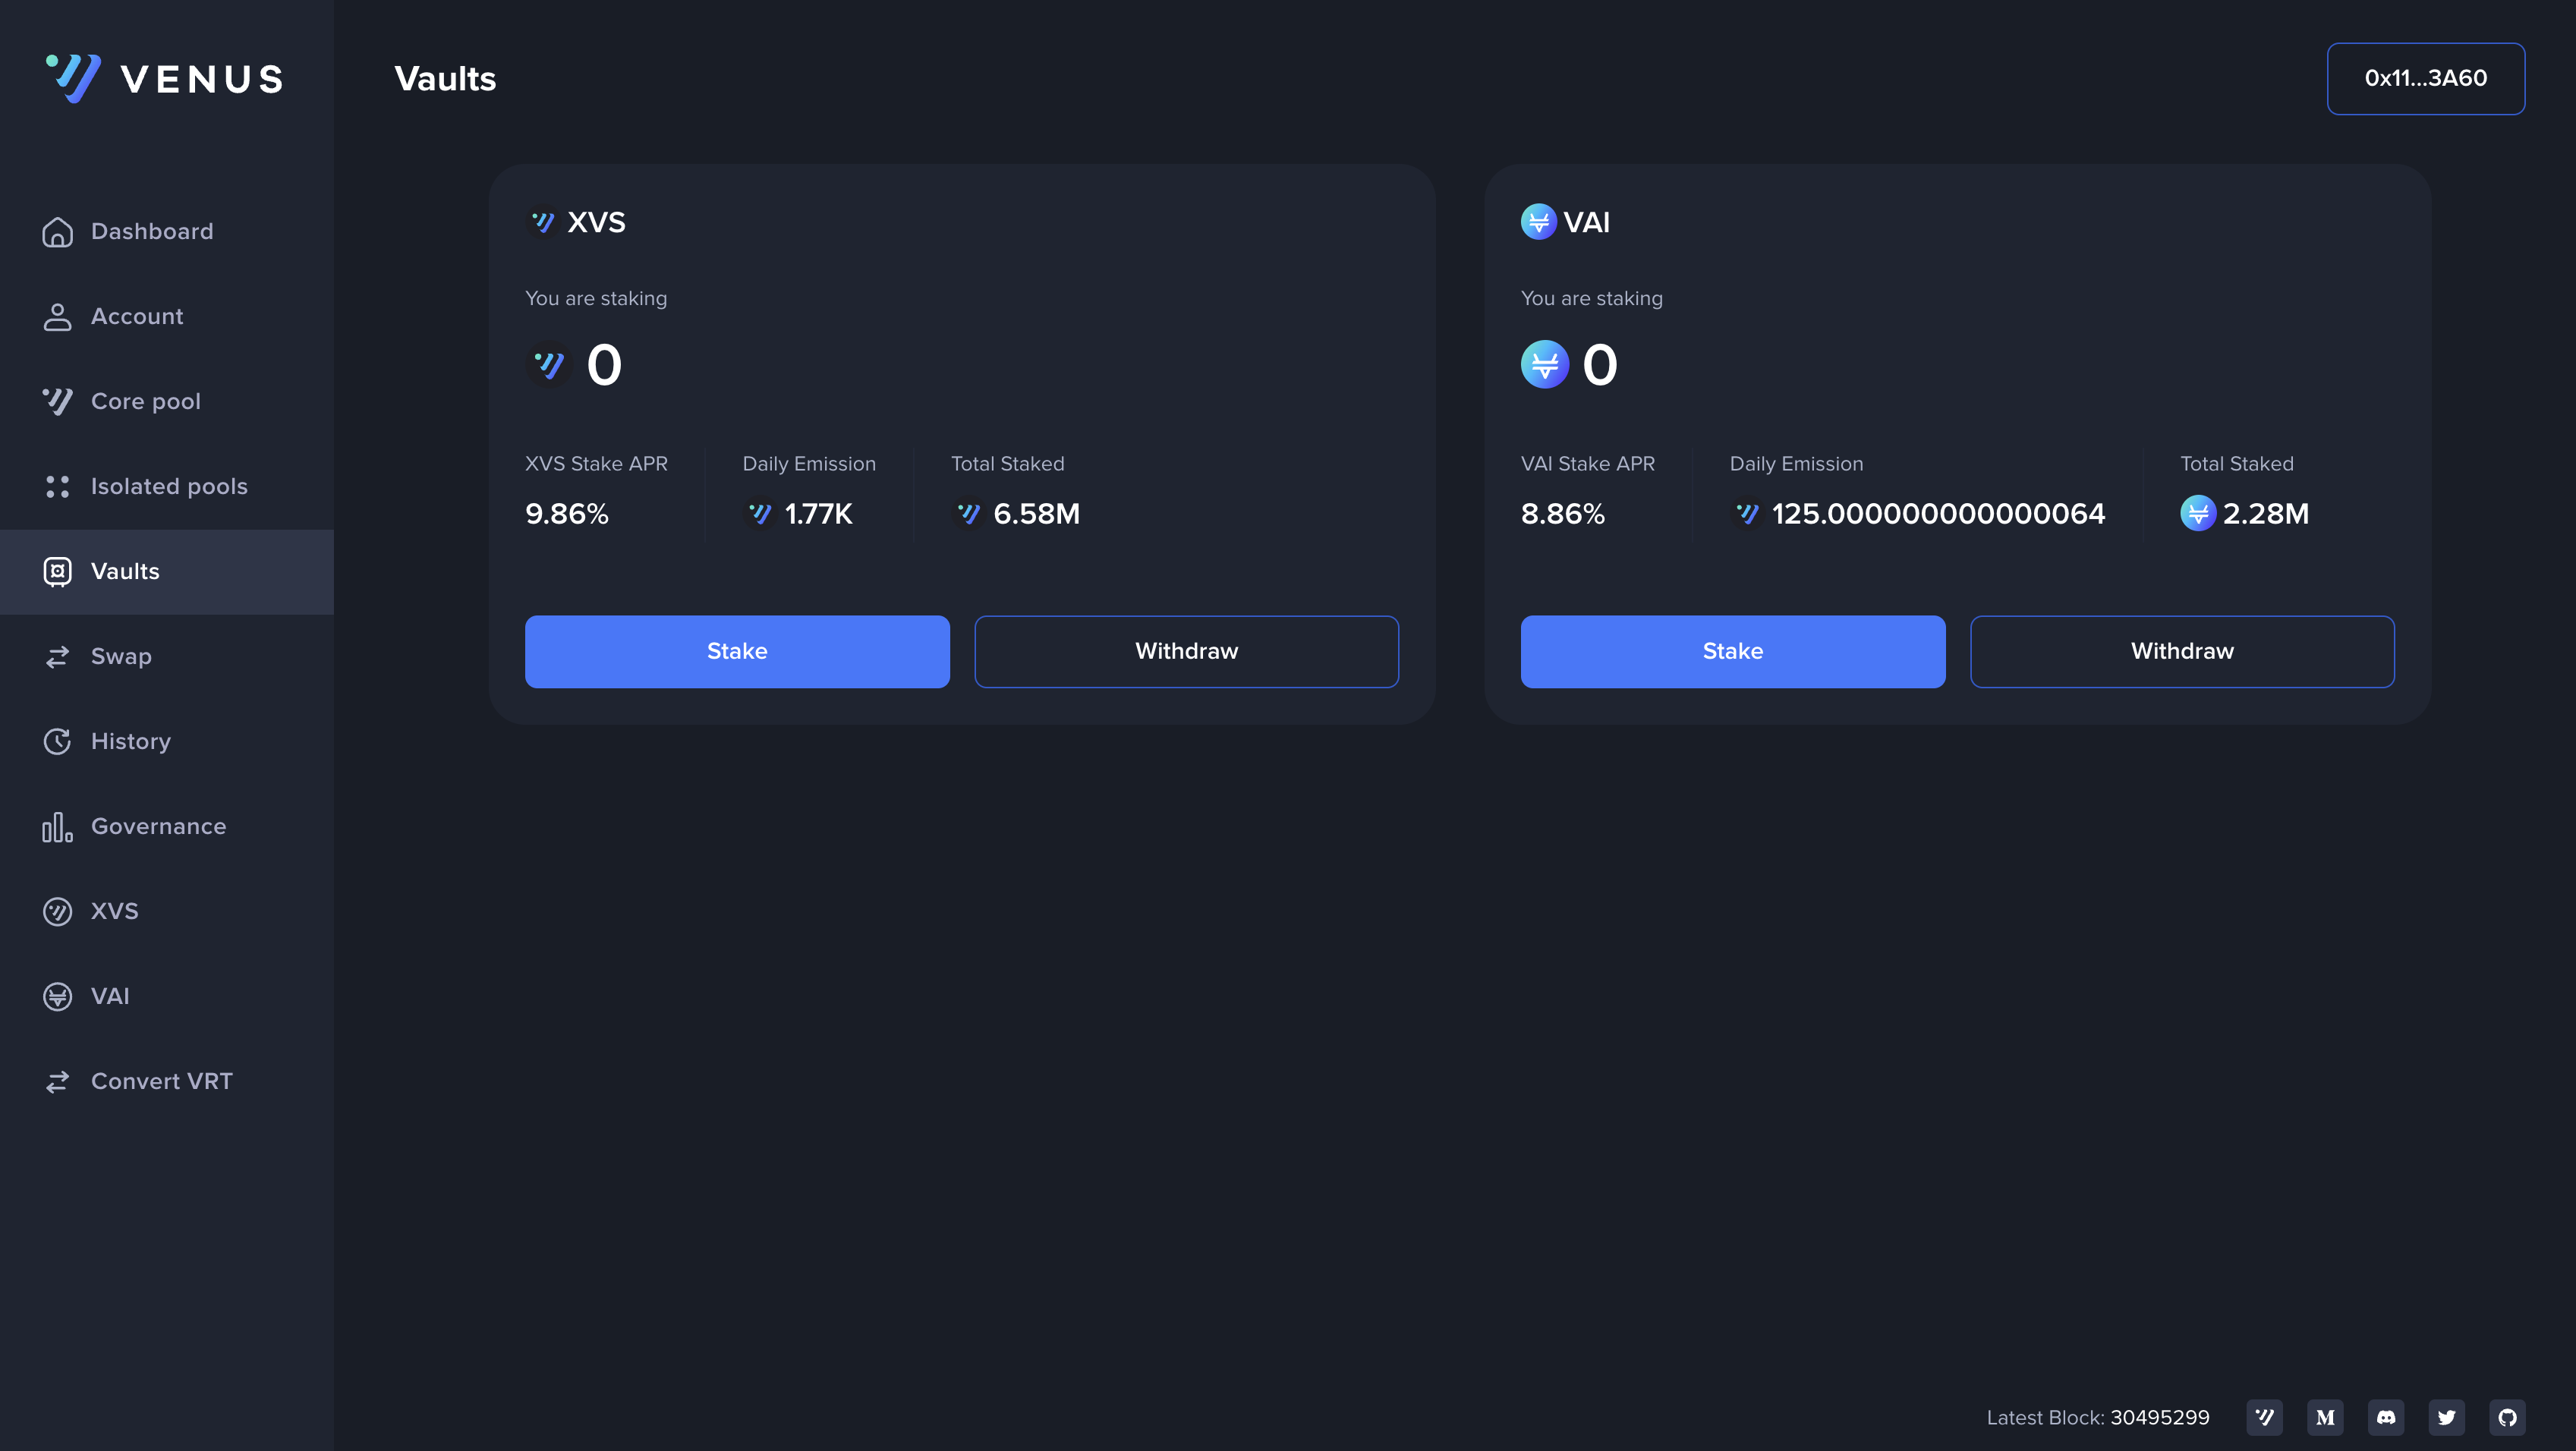 VENUS
Vaults
0x11...3A60
Dashboard
Account
Core pool
Isolated pools
Vaults
Swap
History
Governance
XVS
VAI
Convert VRT
XVS
You are staking
0
XVS Stake APR
Daily Emission
Total Staked
9.86%
1.77K
6.58M
Stake
Withdraw
VAI
You are staking
0
VAI Stake APR
Daily Emission
Total Staked
8.86%
125.000000000000064
2.28M
Stake
Withdraw
Latest Block: 30495299